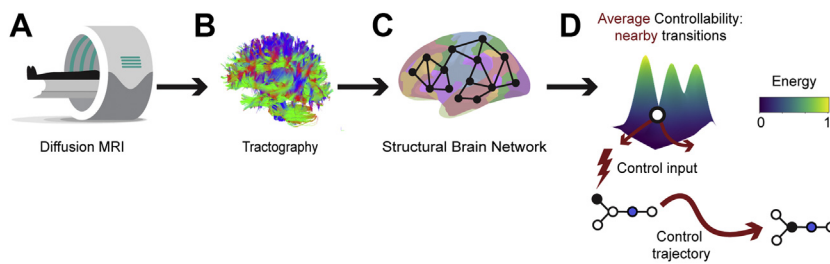 A
B
C
D
Average Controllability:
nearby transitions
Energy
0
1
Control input
Diffusion MRI
Tractography
Structural Brain Network
Control
trajectory